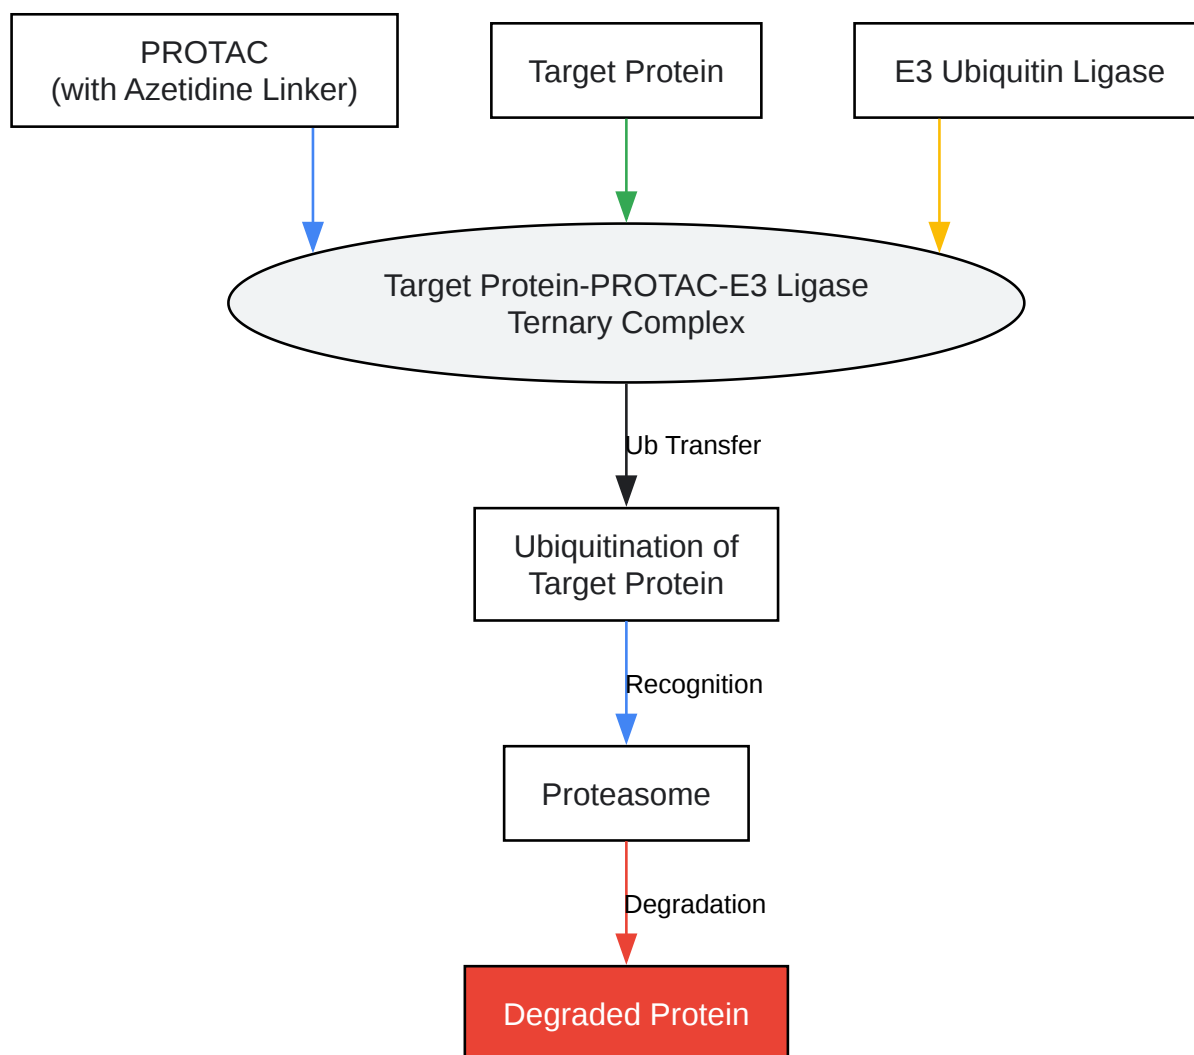 PROTAC
(with Azetidine Linker)
Target Protein
E3 Ubiquitin Ligase
Target Protein-PROTAC-E3 Ligase
Ternary Complex
Ub Transfer
Ubiquitination of
Target Protein
Recognition
Proteasome
Degradation
Degraded Protein